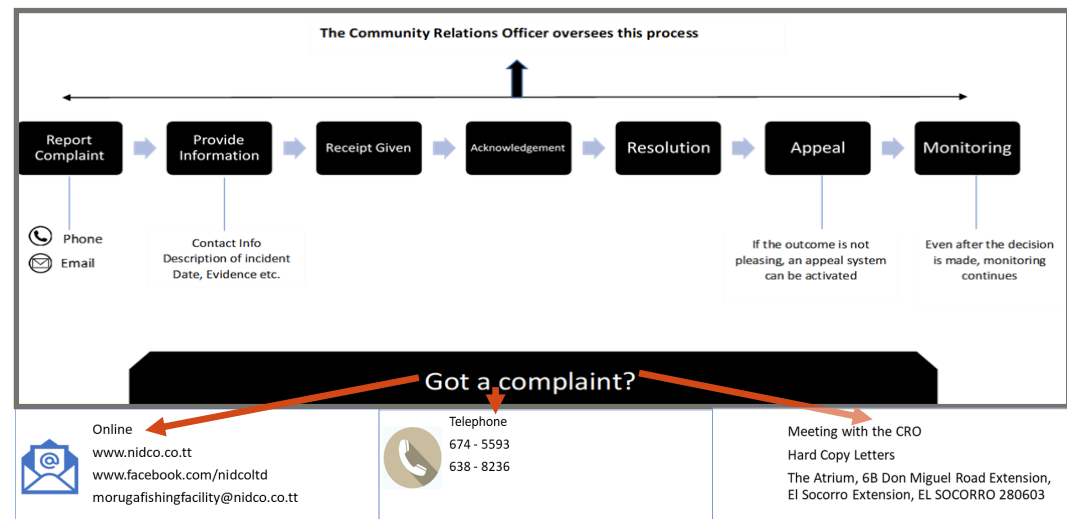 The Community Relations Officer oversees this process
Report
Complaint
Provide
Information
Receipt Given
Acknowledgement
Resolution
Appeal
Monitoring
Phone
Email
Contact Info
Description of incident
Date, Evidence etc.
If the outcome is not
pleasing, an appeal system
can be activated
Even after the decision
is made, monitoring
continues
Got a complaint?
Online
www.nidco.co.tt
www.facebook.com/nidcoltd
morugafishingfacility@nidco.co.tt
Telephone
674 - 5593
638 - 8236
Meeting with the CRO
Hard Copy Letters
The Atrium, 6B Don Miguel Road Extension,
El Socorro Extension, EL SOCORRO 280603